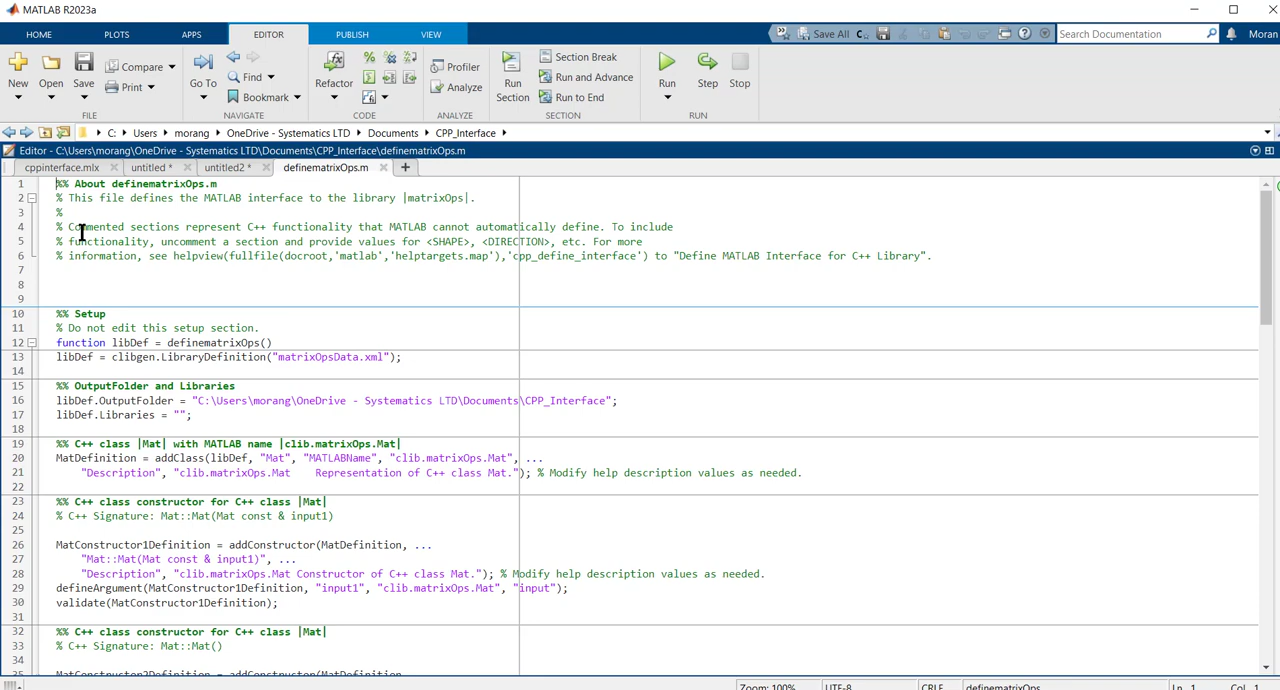 MATLAB R2023a
HOME PLOTS APPS EDITOR PUBLISH VIEW
Save All Search Documentation Moran
New Open Save Compare Print
Go To Find Bookmark
Refactor
Profiler Analyze
Run Section Section Break Run and Advance Run to End
Run Step Stop
FILE NAVIGATE CODE ANALYZE SECTION RUN
C: Users morang OneDrive - Systematics LTD Documents CPP_Interface
Editor - C:\Users\morang\OneDrive - Systematics LTD\Documents\CPP_Interface\definematrixOps.m
cppinterface.mlx untitled * untitled2 * definematrixOps.m
1 %% About definematrixOps.m
2 % This file defines the MATLAB interface to the library |matrixOps|.
3 %
4 % Commented sections represent C++ functionality that MATLAB cannot automatically define. To include
5 % functionality, uncomment a section and provide values for <SHAPE>, <DIRECTION>, etc. For more
6 % information, see helpview(fullfile(docroot,'matlab','helptargets.map'),'cpp_define_interface') to "Define MATLAB Interface for C++ Library".
7
8
9
10 %% Setup
11 % Do not edit this setup section.
12 function libDef = definematrixOps()
13 libDef = clibgen.LibraryDefinition("matrixOpsData.xml");
14
15 %% OutputFolder and Libraries
16 libDef.OutputFolder = "C:\Users\morang\OneDrive - Systematics LTD\Documents\CPP_Interface";
17 libDef.Libraries = "";
18
19 %% C++ class |Mat| with MATLAB name |clib.matrixOps.Mat|
20 MatDefinition = addClass(libDef, "Mat", "MATLABName", "clib.matrixOps.Mat", ...
21 "Description", "clib.matrixOps.Mat    Representation of C++ class Mat."); % Modify help description values as needed.
22
23 %% C++ class constructor for C++ class |Mat|
24 % C++ Signature: Mat::Mat(Mat const & input1)
25
26 MatConstructor1Definition = addConstructor(MatDefinition, ...
27 "Mat::Mat(Mat const & input1)", ...
28 "Description", "clib.matrixOps.Mat Constructor of C++ class Mat."); % Modify help description values as needed.
29 defineArgument(MatConstructor1Definition, "input1", "clib.matrixOps.Mat", "input");
30 validate(MatConstructor1Definition);
31
32 %% C++ class constructor for C++ class |Mat|
33 % C++ Signature: Mat::Mat()
34
35 MatConstructor2Definition = addConstructor(MatDefinition
Zoom: 100% UTF-8 CRLF definematrixOps Ln 1 Col 1